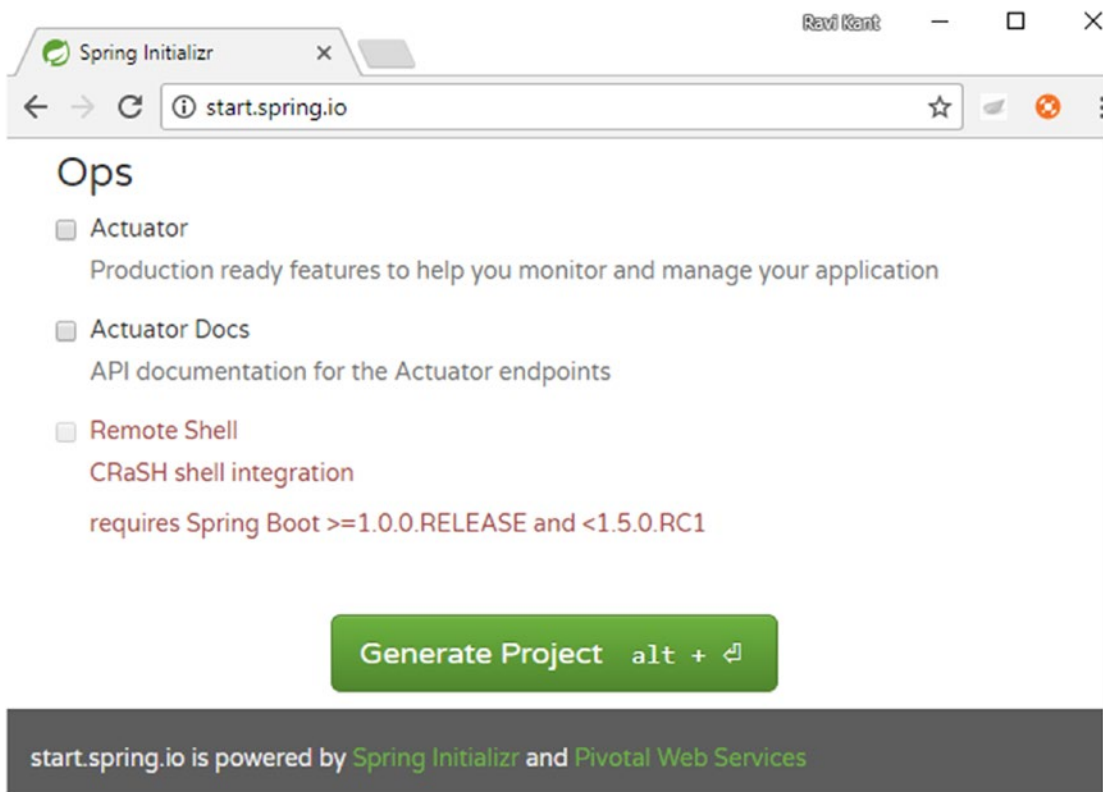 Ravi Kant
Spring Initializr
start.spring.io
Ops
Actuator
Production ready features to help you monitor and manage your application
Actuator Docs
API documentation for the Actuator endpoints
Remote Shell
CRaSH shell integration
requires Spring Boot >=1.0.0.RELEASE and <1.5.0.RC1
Generate Project alt + ⏎
start.spring.io is powered by Spring Initializr and Pivotal Web Services